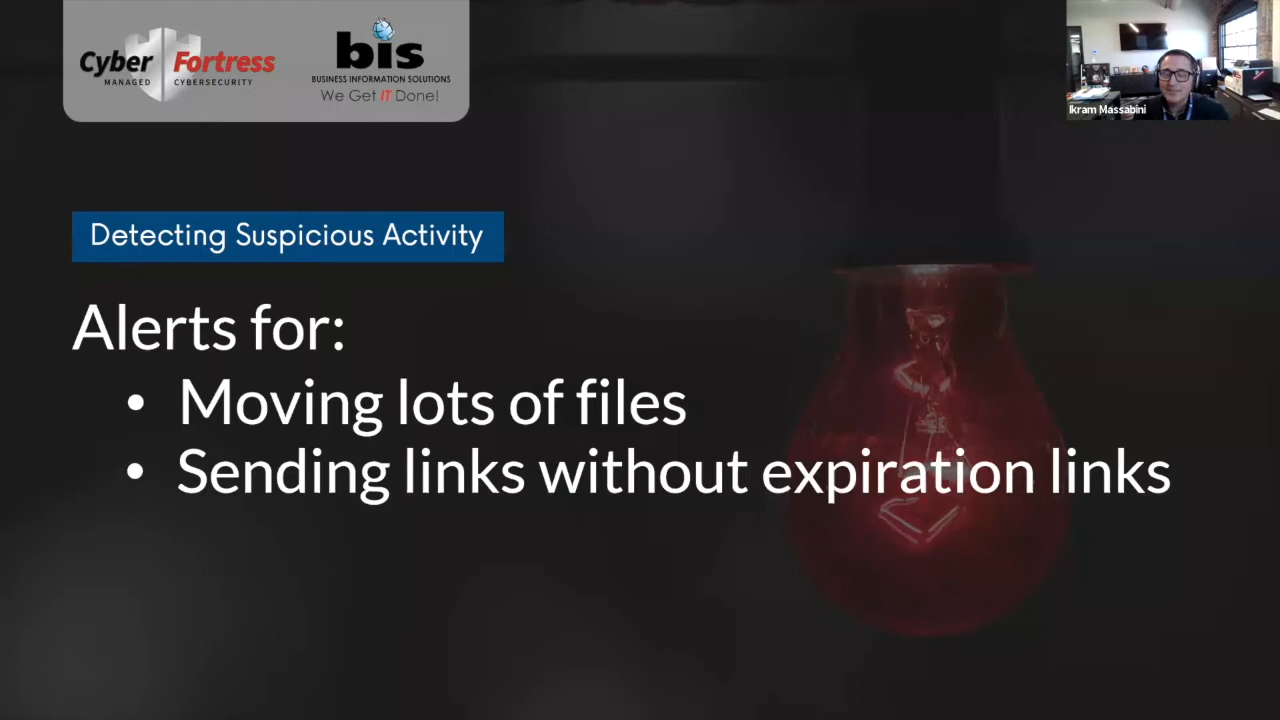 Cyber Fortress
MANAGED CYBERSECURITY
bis
BUSINESS INFORMATION SOLUTIONS
We Get IT Done!
Ikram Massabini
Detecting Suspicious Activity
Alerts for:
• Moving lots of files
• Sending links without expiration links